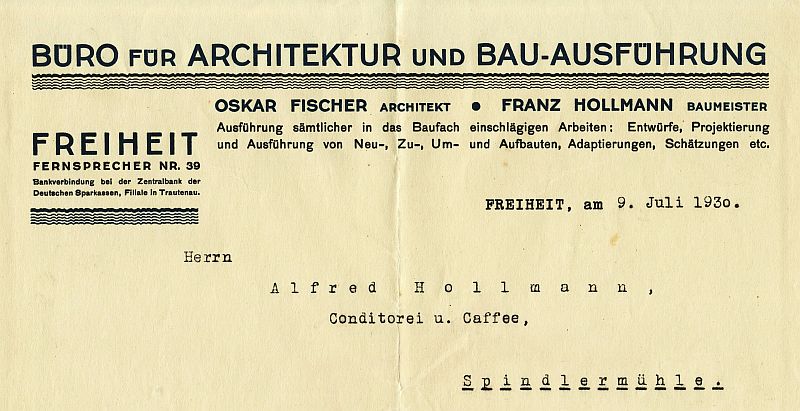 BÜRO FÜR ARCHITEKTUR UND BAU-AUSFÜHRUNG
OSKAR FISCHER ARCHITEKT ● FRANZ HOLLMANN BAUMEISTER
Ausführung sämtlicher in das Baufach einschlägigen Arbeiten: Entwürfe, Projektierung
und Ausführung von Neu-, Zu-, Um- und Aufbauten, Adaptierungen, Schätzungen etc.
FREIHEIT
FERNSPRECHER NR. 39
Bankverbindung bei der Zentralbank der
Deutschen Sparkassen, Filiale in Trautenau.
FREIHEIT, am 9. Juli 193o.
Herrn
Alfred Hollmann,
Conditorei u. Caffee,
Spindlermühle.